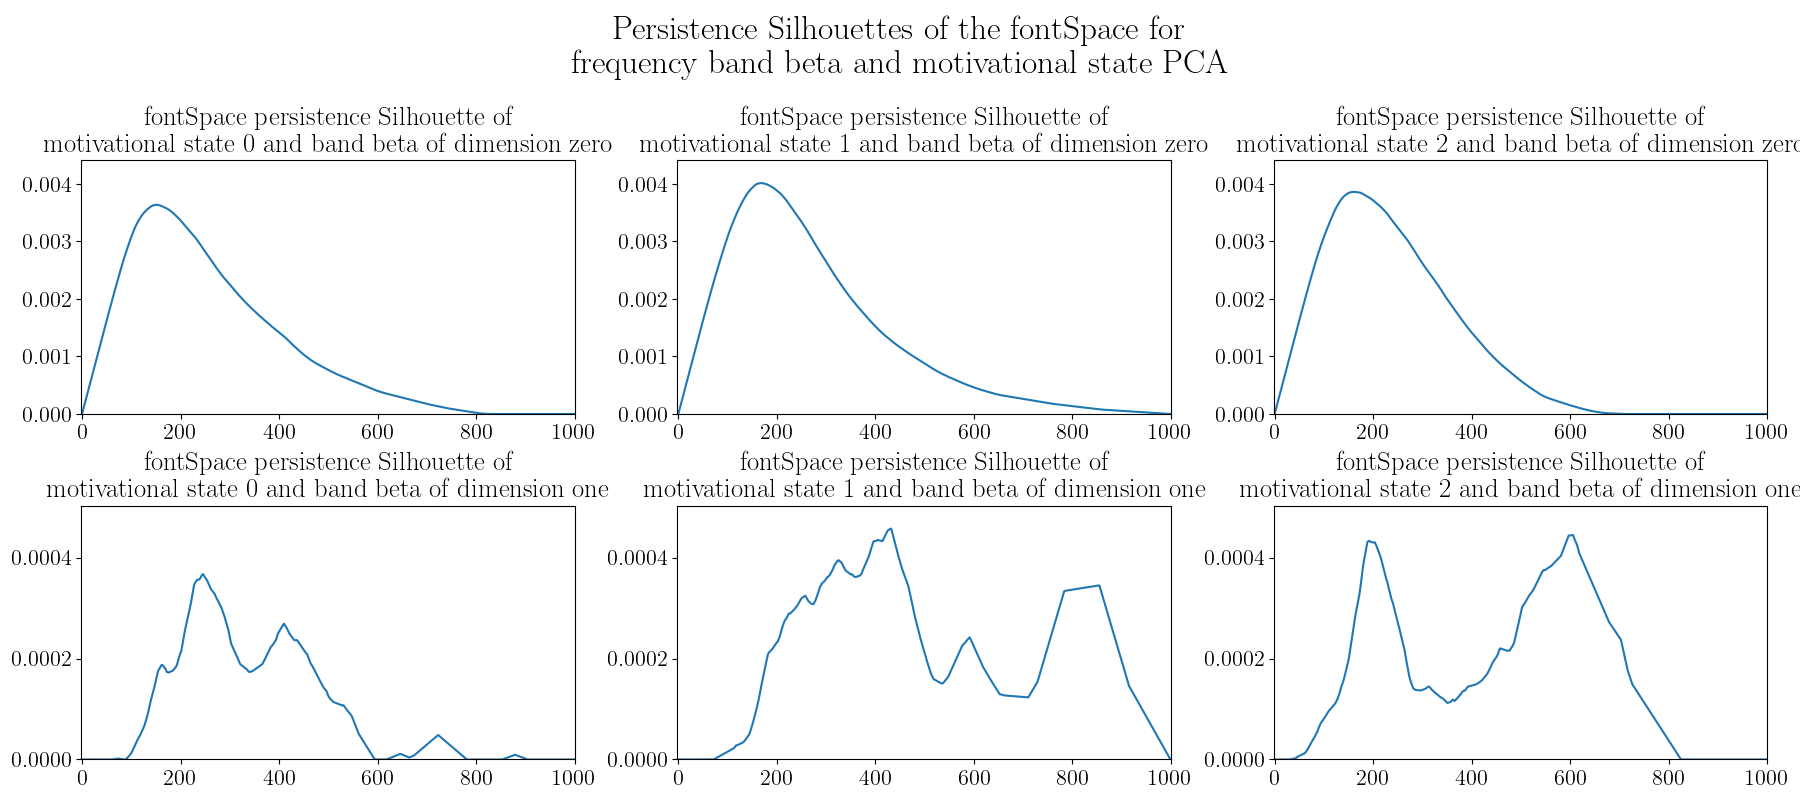 Persistence Silhouettes of the fontSpace for
frequency band beta and motivational state PCA
fontSpace persistence Silhouette of
motivational state 0 and band beta of dimension zero
0.004
0.003
0.002
0.001
0.000
0 200 400 600 800 1000
fontSpace persistence Silhouette of
motivational state 1 and band beta of dimension zero
0.004
0.003
0.002
0.001
0.000
0 200 400 600 800 1000
fontSpace persistence Silhouette of
motivational state 2 and band beta of dimension zero
0.004
0.003
0.002
0.001
0.000
0 200 400 600 800 1000
fontSpace persistence Silhouette of
motivational state 0 and band beta of dimension one
0.0004
0.0002
0.0000
0 200 400 600 800 1000
fontSpace persistence Silhouette of
motivational state 1 and band beta of dimension one
0.0004
0.0002
0.0000
0 200 400 600 800 1000
fontSpace persistence Silhouette of
motivational state 2 and band beta of dimension one
0.0004
0.0002
0.0000
0 200 400 600 800 1000